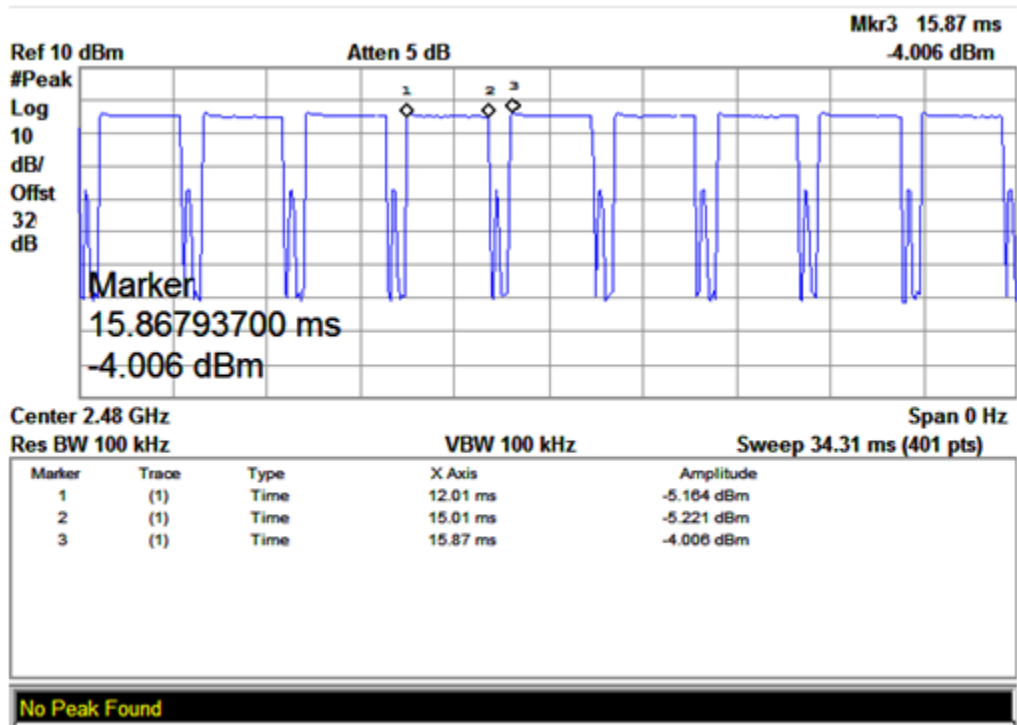 Mkr3 15.87 ms
Ref 10 dBm Atten 5 dB -4.006 dBm
#Peak
Log
10
dB/
Offst
32
dB
1 2 3
Marker
15.86793700 ms
-4.006 dBm
Center 2.48 GHz Span 0 Hz
Res BW 100 kHz VBW 100 kHz Sweep 34.31 ms (401 pts)
Marker Trace Type X Axis Amplitude
1 (1) Time 12.01 ms -5.164 dBm
2 (1) Time 15.01 ms -5.221 dBm
3 (1) Time 15.87 ms -4.006 dBm
No Peak Found